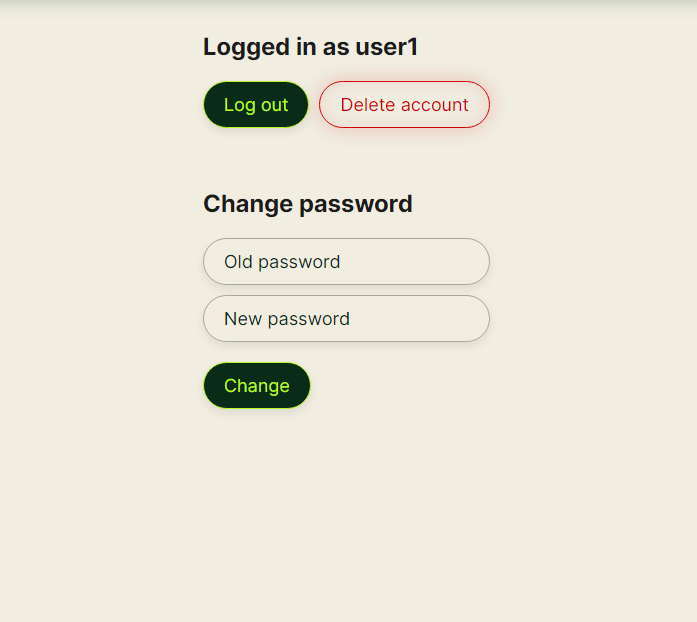 Logged in as user1
Log out Delete account
Change password
Old password
New password
Change